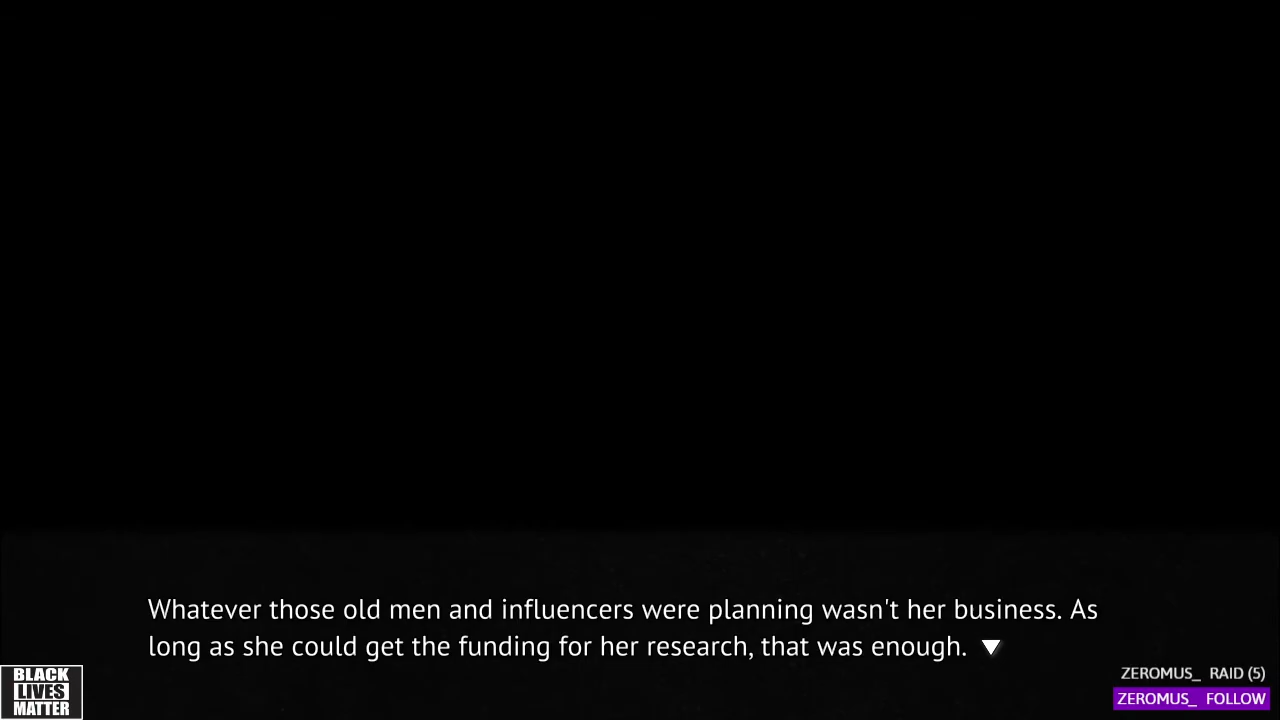 Whatever those old men and influencers were planning wasn't her business. As
long as she could get the funding for her research, that was enough.
BLACK
LIVES
MATTER
ZEROMUS_ RAID (5)
ZEROMUS_ FOLLOW